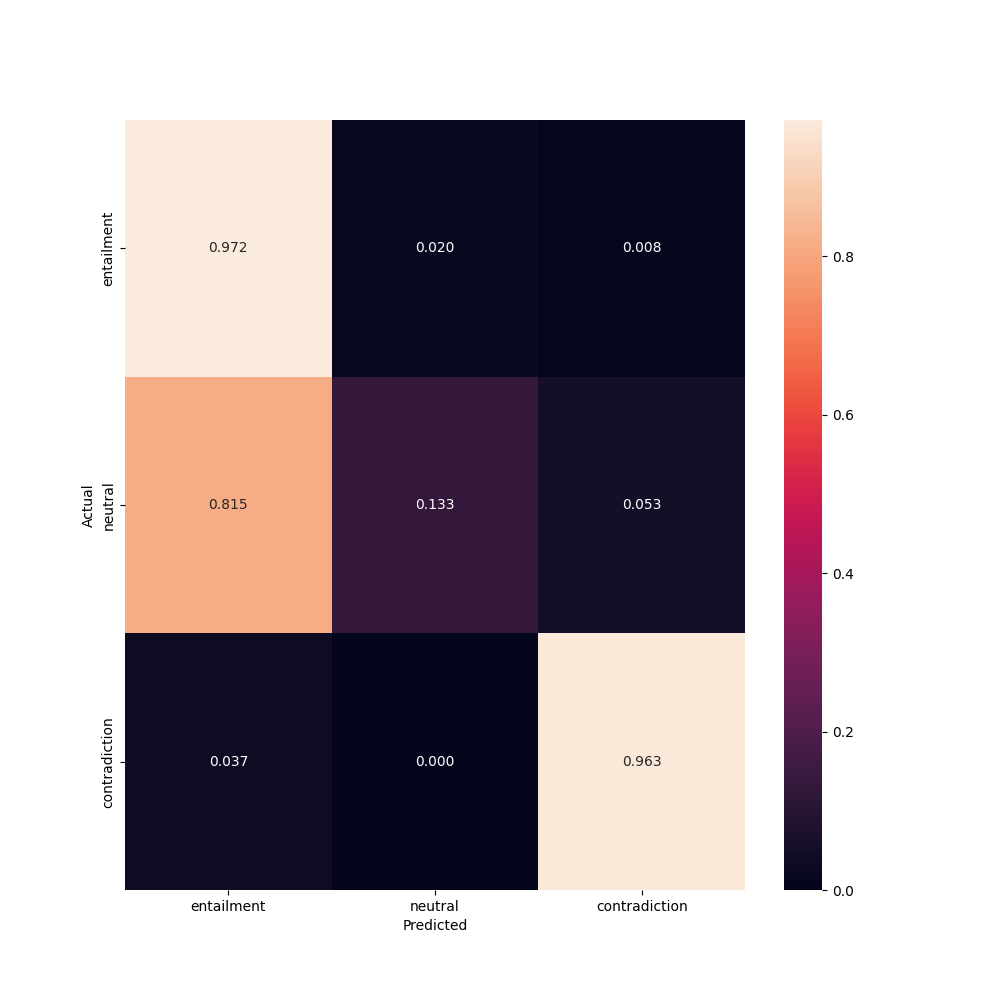 entailment
0.972 0.020 0.008
0.8
0.6
Actual
neutral
0.815 0.133 0.053
0.4
0.2
contradiction
0.037 0.000 0.963
0.0
entailment neutral contradiction
Predicted